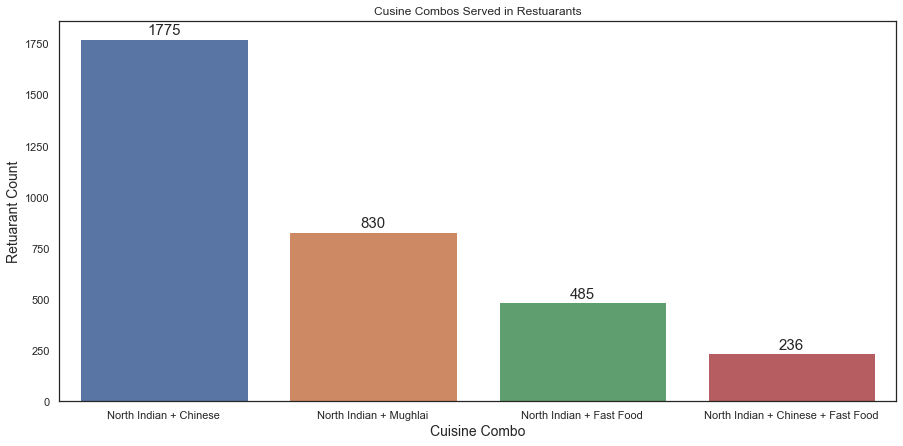 Cusine Combos Served in Restuarants
Retuarant Count
1750
1500
1250
1000
750
500
250
0
1775
830
485
236
North Indian + Chinese
North Indian + Mughlai
North Indian + Fast Food
North Indian + Chinese + Fast Food
Cuisine Combo